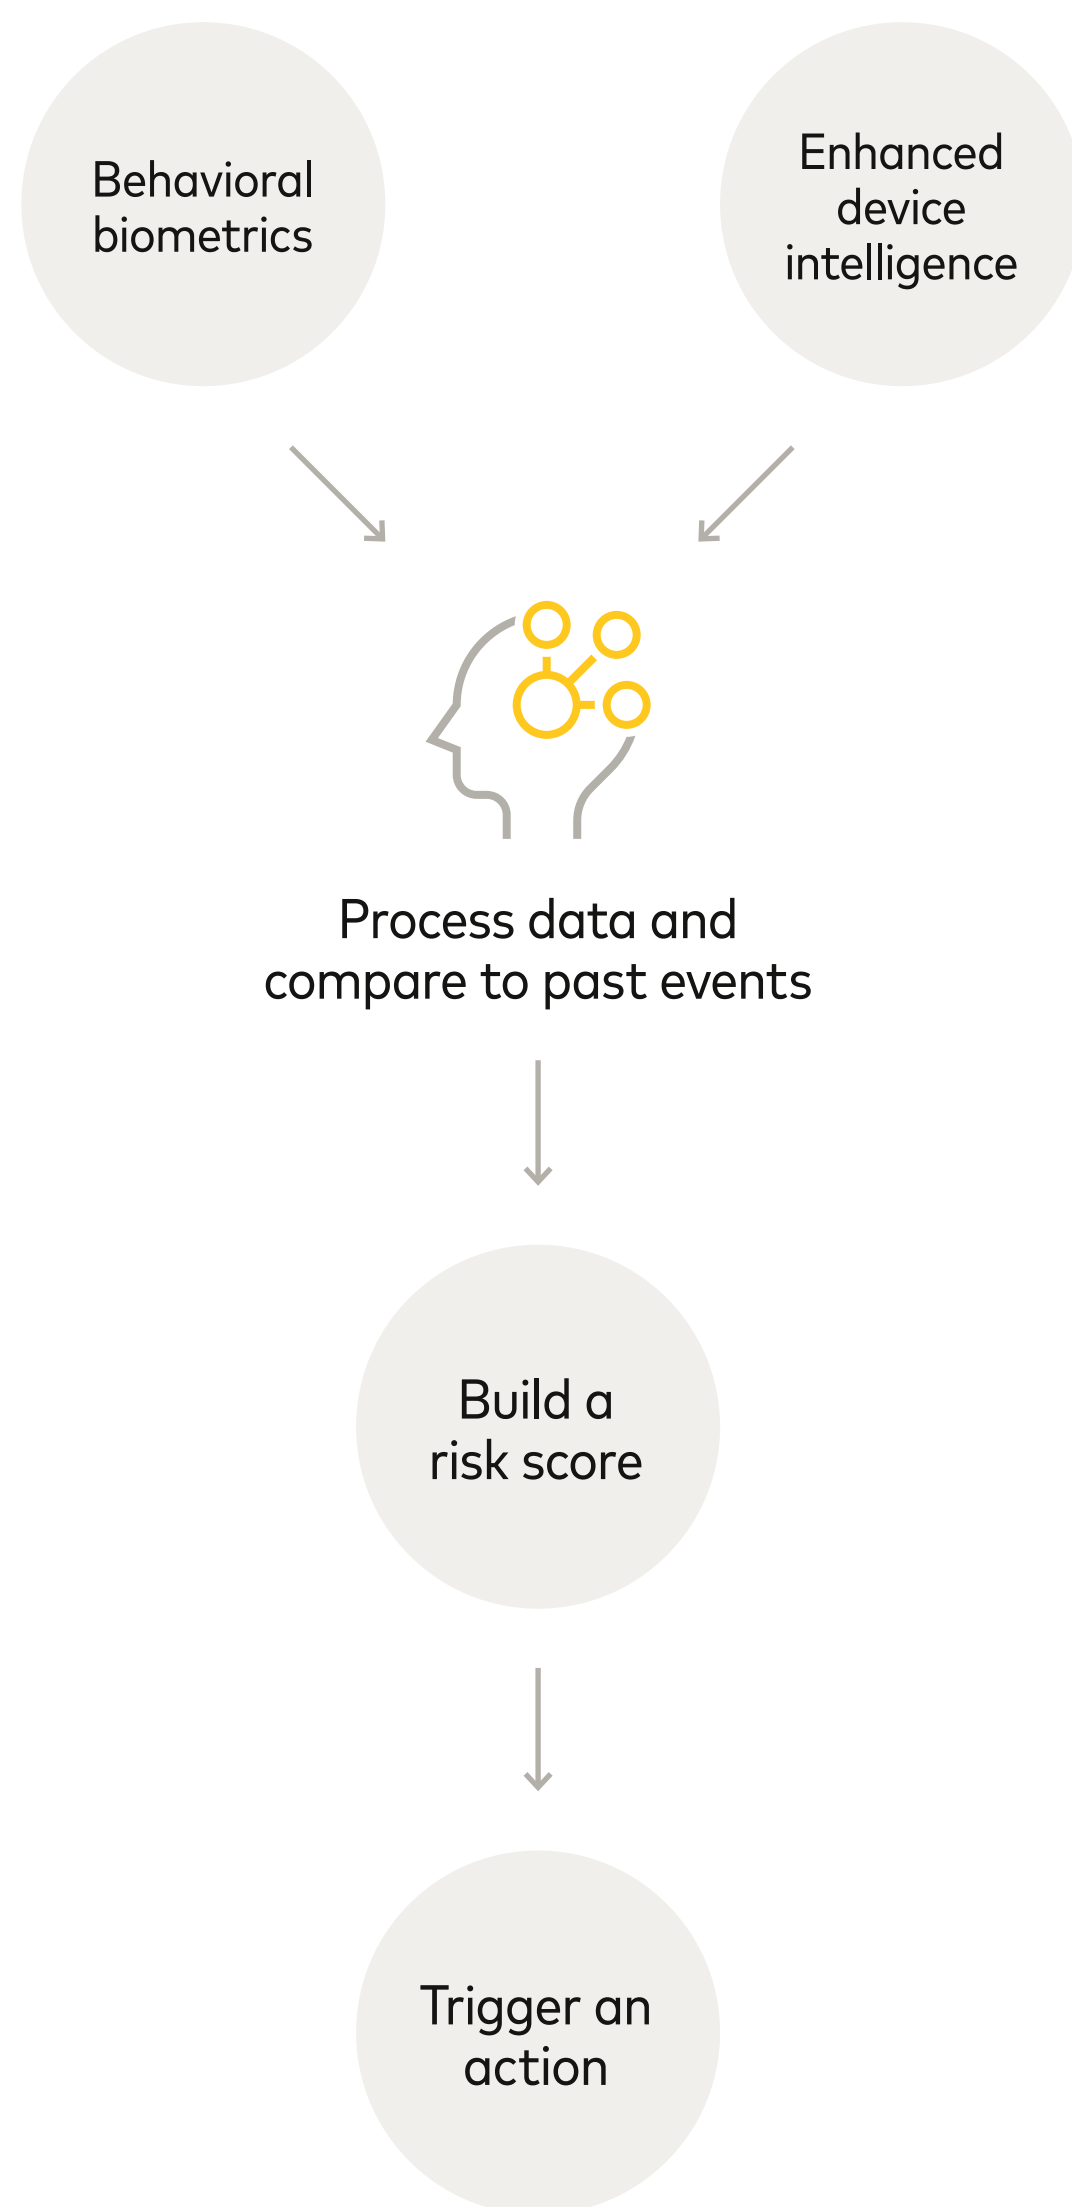 Behavioral
biometrics
Enhanced
device
intelligence
Process data and
compare to past events
Build a
risk score
Trigger an
action